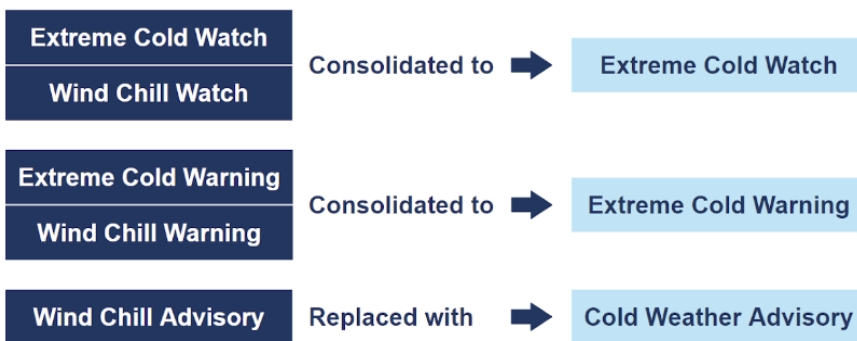 Extreme Cold Watch
Wind Chill Watch
Consolidated to
Extreme Cold Watch
Extreme Cold Warning
Wind Chill Warning
Consolidated to
Extreme Cold Warning
Wind Chill Advisory
Replaced with
Cold Weather Advisory